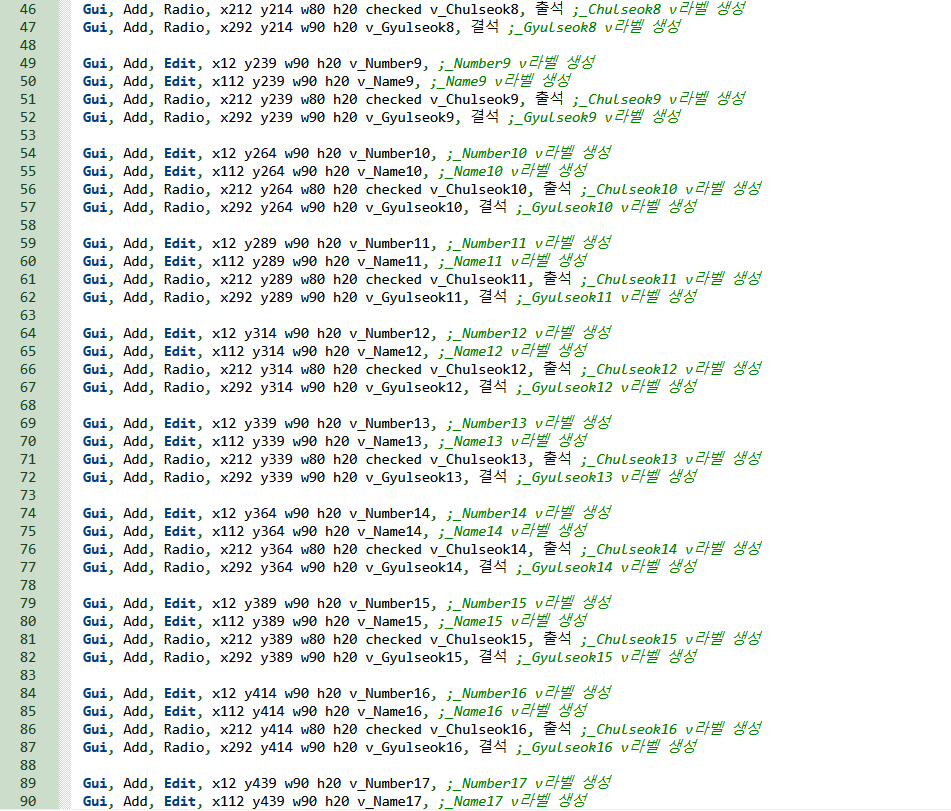 46 Gui, Add, Radio, x212 y214 w80 h20 checked v_Chulseok8, 출석 ;_Chulseok8 v라벨 생성
47 Gui, Add, Radio, x292 y214 w90 h20 v_Gyulseok8, 결석 ;_Gyulseok8 v라벨 생성
48
49 Gui, Add, Edit, x12 y239 w90 h20 v_Number9, ;_Number9 v라벨 생성
50 Gui, Add, Edit, x112 y239 w90 h20 v_Name9, ;_Name9 v라벨 생성
51 Gui, Add, Radio, x212 y239 w80 h20 checked v_Chulseok9, 출석 ;_Chulseok9 v라벨 생성
52 Gui, Add, Radio, x292 y239 w90 h20 v_Gyulseok9, 결석 ;_Gyulseok9 v라벨 생성
53
54 Gui, Add, Edit, x12 y264 w90 h20 v_Number10, ;_Number10 v라벨 생성
55 Gui, Add, Edit, x112 y264 w90 h20 v_Name10, ;_Name10 v라벨 생성
56 Gui, Add, Radio, x212 y264 w80 h20 checked v_Chulseok10, 출석 ;_Chulseok10 v라벨 생성
57 Gui, Add, Radio, x292 y264 w90 h20 v_Gyulseok10, 결석 ;_Gyulseok10 v라벨 생성
58
59 Gui, Add, Edit, x12 y289 w90 h20 v_Number11, ;_Number11 v라벨 생성
60 Gui, Add, Edit, x112 y289 w90 h20 v_Name11, ;_Name11 v라벨 생성
61 Gui, Add, Radio, x212 y289 w80 h20 checked v_Chulseok11, 출석 ;_Chulseok11 v라벨 생성
62 Gui, Add, Radio, x292 y289 w90 h20 v_Gyulseok11, 결석 ;_Gyulseok11 v라벨 생성
63
64 Gui, Add, Edit, x12 y314 w90 h20 v_Number12, ;_Number12 v라벨 생성
65 Gui, Add, Edit, x112 y314 w90 h20 v_Name12, ;_Name12 v라벨 생성
66 Gui, Add, Radio, x212 y314 w80 h20 checked v_Chulseok12, 출석 ;_Chulseok12 v라벨 생성
67 Gui, Add, Radio, x292 y314 w90 h20 v_Gyulseok12, 결석 ;_Gyulseok12 v라벨 생성
68
69 Gui, Add, Edit, x12 y339 w90 h20 v_Number13, ;_Number13 v라벨 생성
70 Gui, Add, Edit, x112 y339 w90 h20 v_Name13, ;_Name13 v라벨 생성
71 Gui, Add, Radio, x212 y339 w80 h20 checked v_Chulseok13, 출석 ;_Chulseok13 v라벨 생성
72 Gui, Add, Radio, x292 y339 w90 h20 v_Gyulseok13, 결석 ;_Gyulseok13 v라벨 생성
73
74 Gui, Add, Edit, x12 y364 w90 h20 v_Number14, ;_Number14 v라벨 생성
75 Gui, Add, Edit, x112 y364 w90 h20 v_Name14, ;_Name14 v라벨 생성
76 Gui, Add, Radio, x212 y364 w80 h20 checked v_Chulseok14, 출석 ;_Chulseok14 v라벨 생성
77 Gui, Add, Radio, x292 y364 w90 h20 v_Gyulseok14, 결석 ;_Gyulseok14 v라벨 생성
78
79 Gui, Add, Edit, x12 y389 w90 h20 v_Number15, ;_Number15 v라벨 생성
80 Gui, Add, Edit, x112 y389 w90 h20 v_Name15, ;_Name15 v라벨 생성
81 Gui, Add, Radio, x212 y389 w80 h20 checked v_Chulseok15, 출석 ;_Chulseok15 v라벨 생성
82 Gui, Add, Radio, x292 y389 w90 h20 v_Gyulseok15, 결석 ;_Gyulseok15 v라벨 생성
83
84 Gui, Add, Edit, x12 y414 w90 h20 v_Number16, ;_Number16 v라벨 생성
85 Gui, Add, Edit, x112 y414 w90 h20 v_Name16, ;_Name16 v라벨 생성
86 Gui, Add, Radio, x212 y414 w80 h20 checked v_Chulseok16, 출석 ;_Chulseok16 v라벨 생성
87 Gui, Add, Radio, x292 y414 w90 h20 v_Gyulseok16, 결석 ;_Gyulseok16 v라벨 생성
88
89 Gui, Add, Edit, x12 y439 w90 h20 v_Number17, ;_Number17 v라벨 생성
90 Gui, Add, Edit, x112 y439 w90 h20 v_Name17, ;_Name17 v라벨 생성